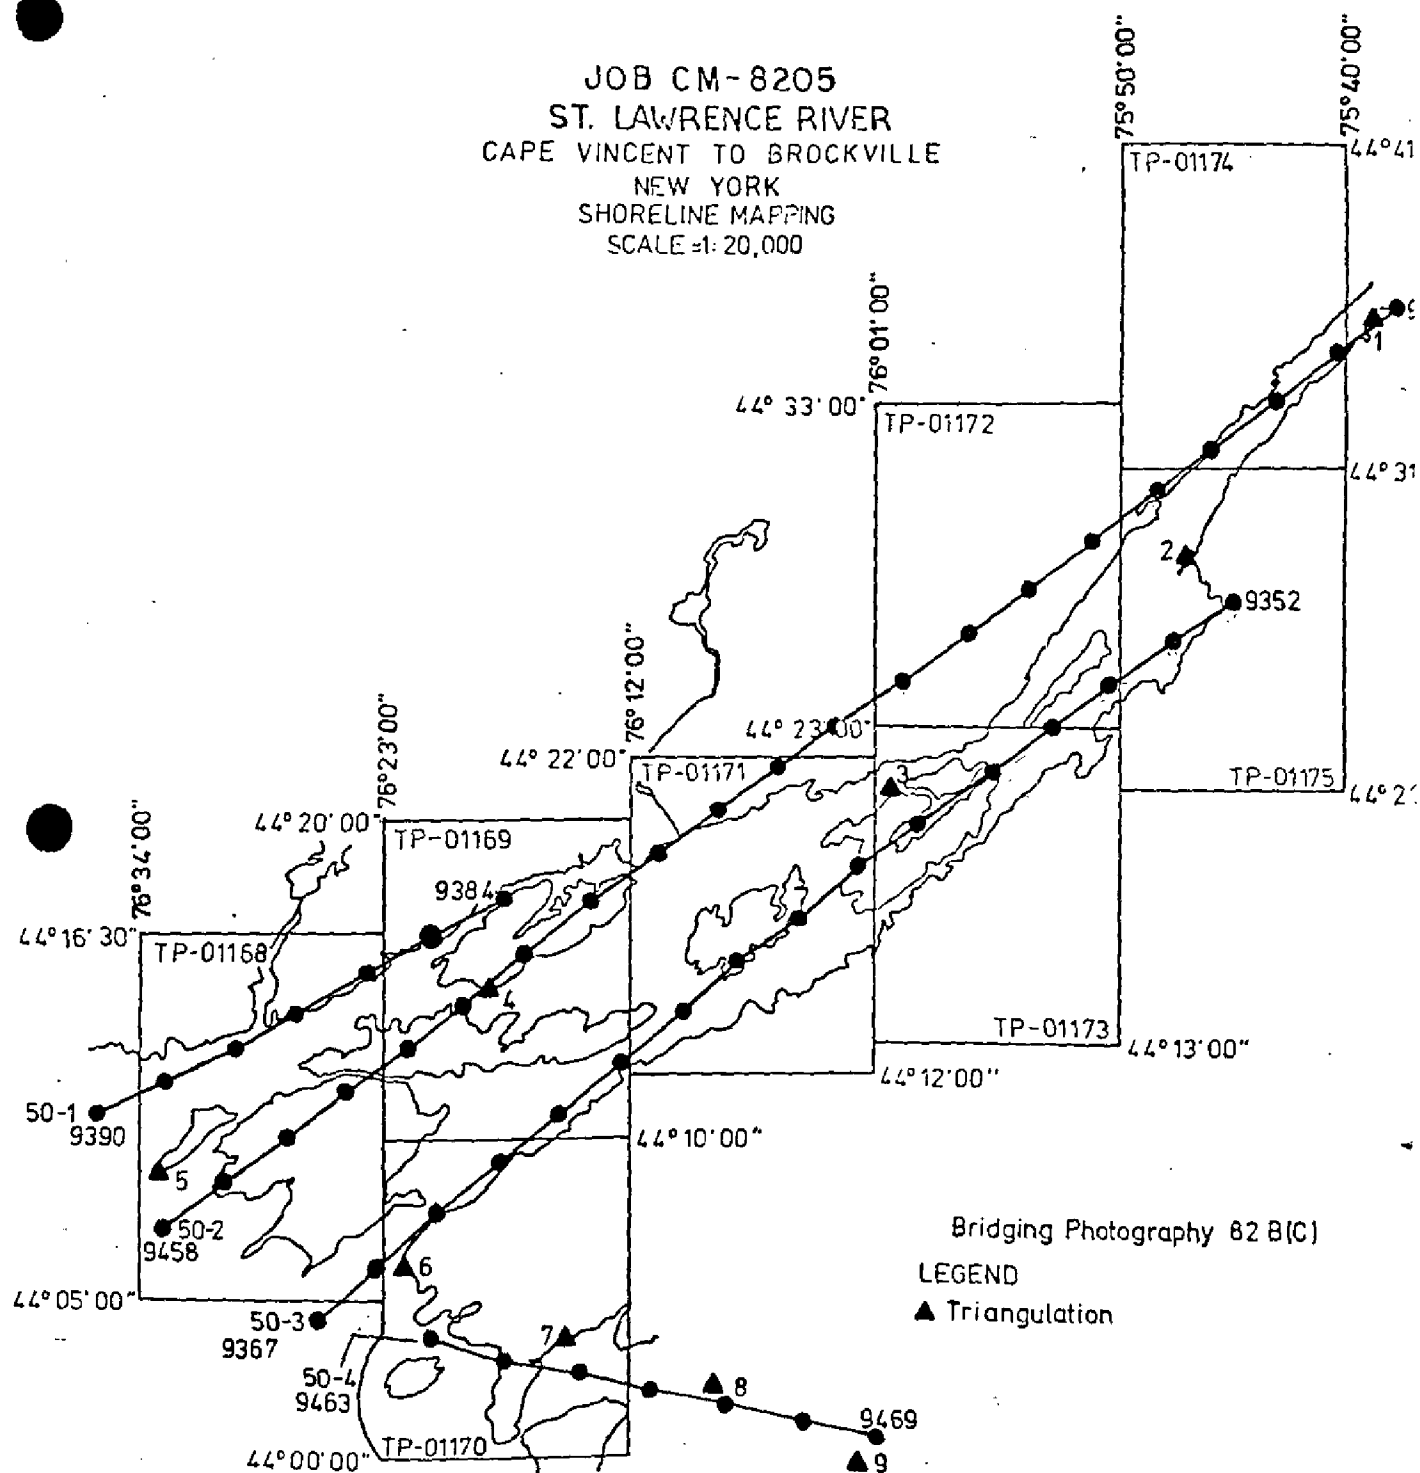 JOB CM-8205
ST. LAWRENCE RIVER
CAPE VINCENT TO BROCKVILLE
NEW YORK
SHORELINE MAPPING
SCALE =1:20,000
75°50'00"
75°40'00"
TP-01174
44°41
1
76°01'00"
44° 33'00"
TP-01172
44°31
2
9352
76°12'00"
44° 23'00"
44° 22'00"
TP-01171
3
TP-01175
76°23'00"
44° 20'00"
TP-01169
76°34'00"
9384
44°16'30"
TP-01168
4
TP-01173
44°13'00"
44°12'00"
50-1
9390
44°10'00"
5
50-2
9458
6
44°05'00"
50-3
9367
7
50-4
9463
8
9469
TP-01170
44°00'00"
9
Bridging Photography 82 B(C)
LEGEND
▲ Triangulation